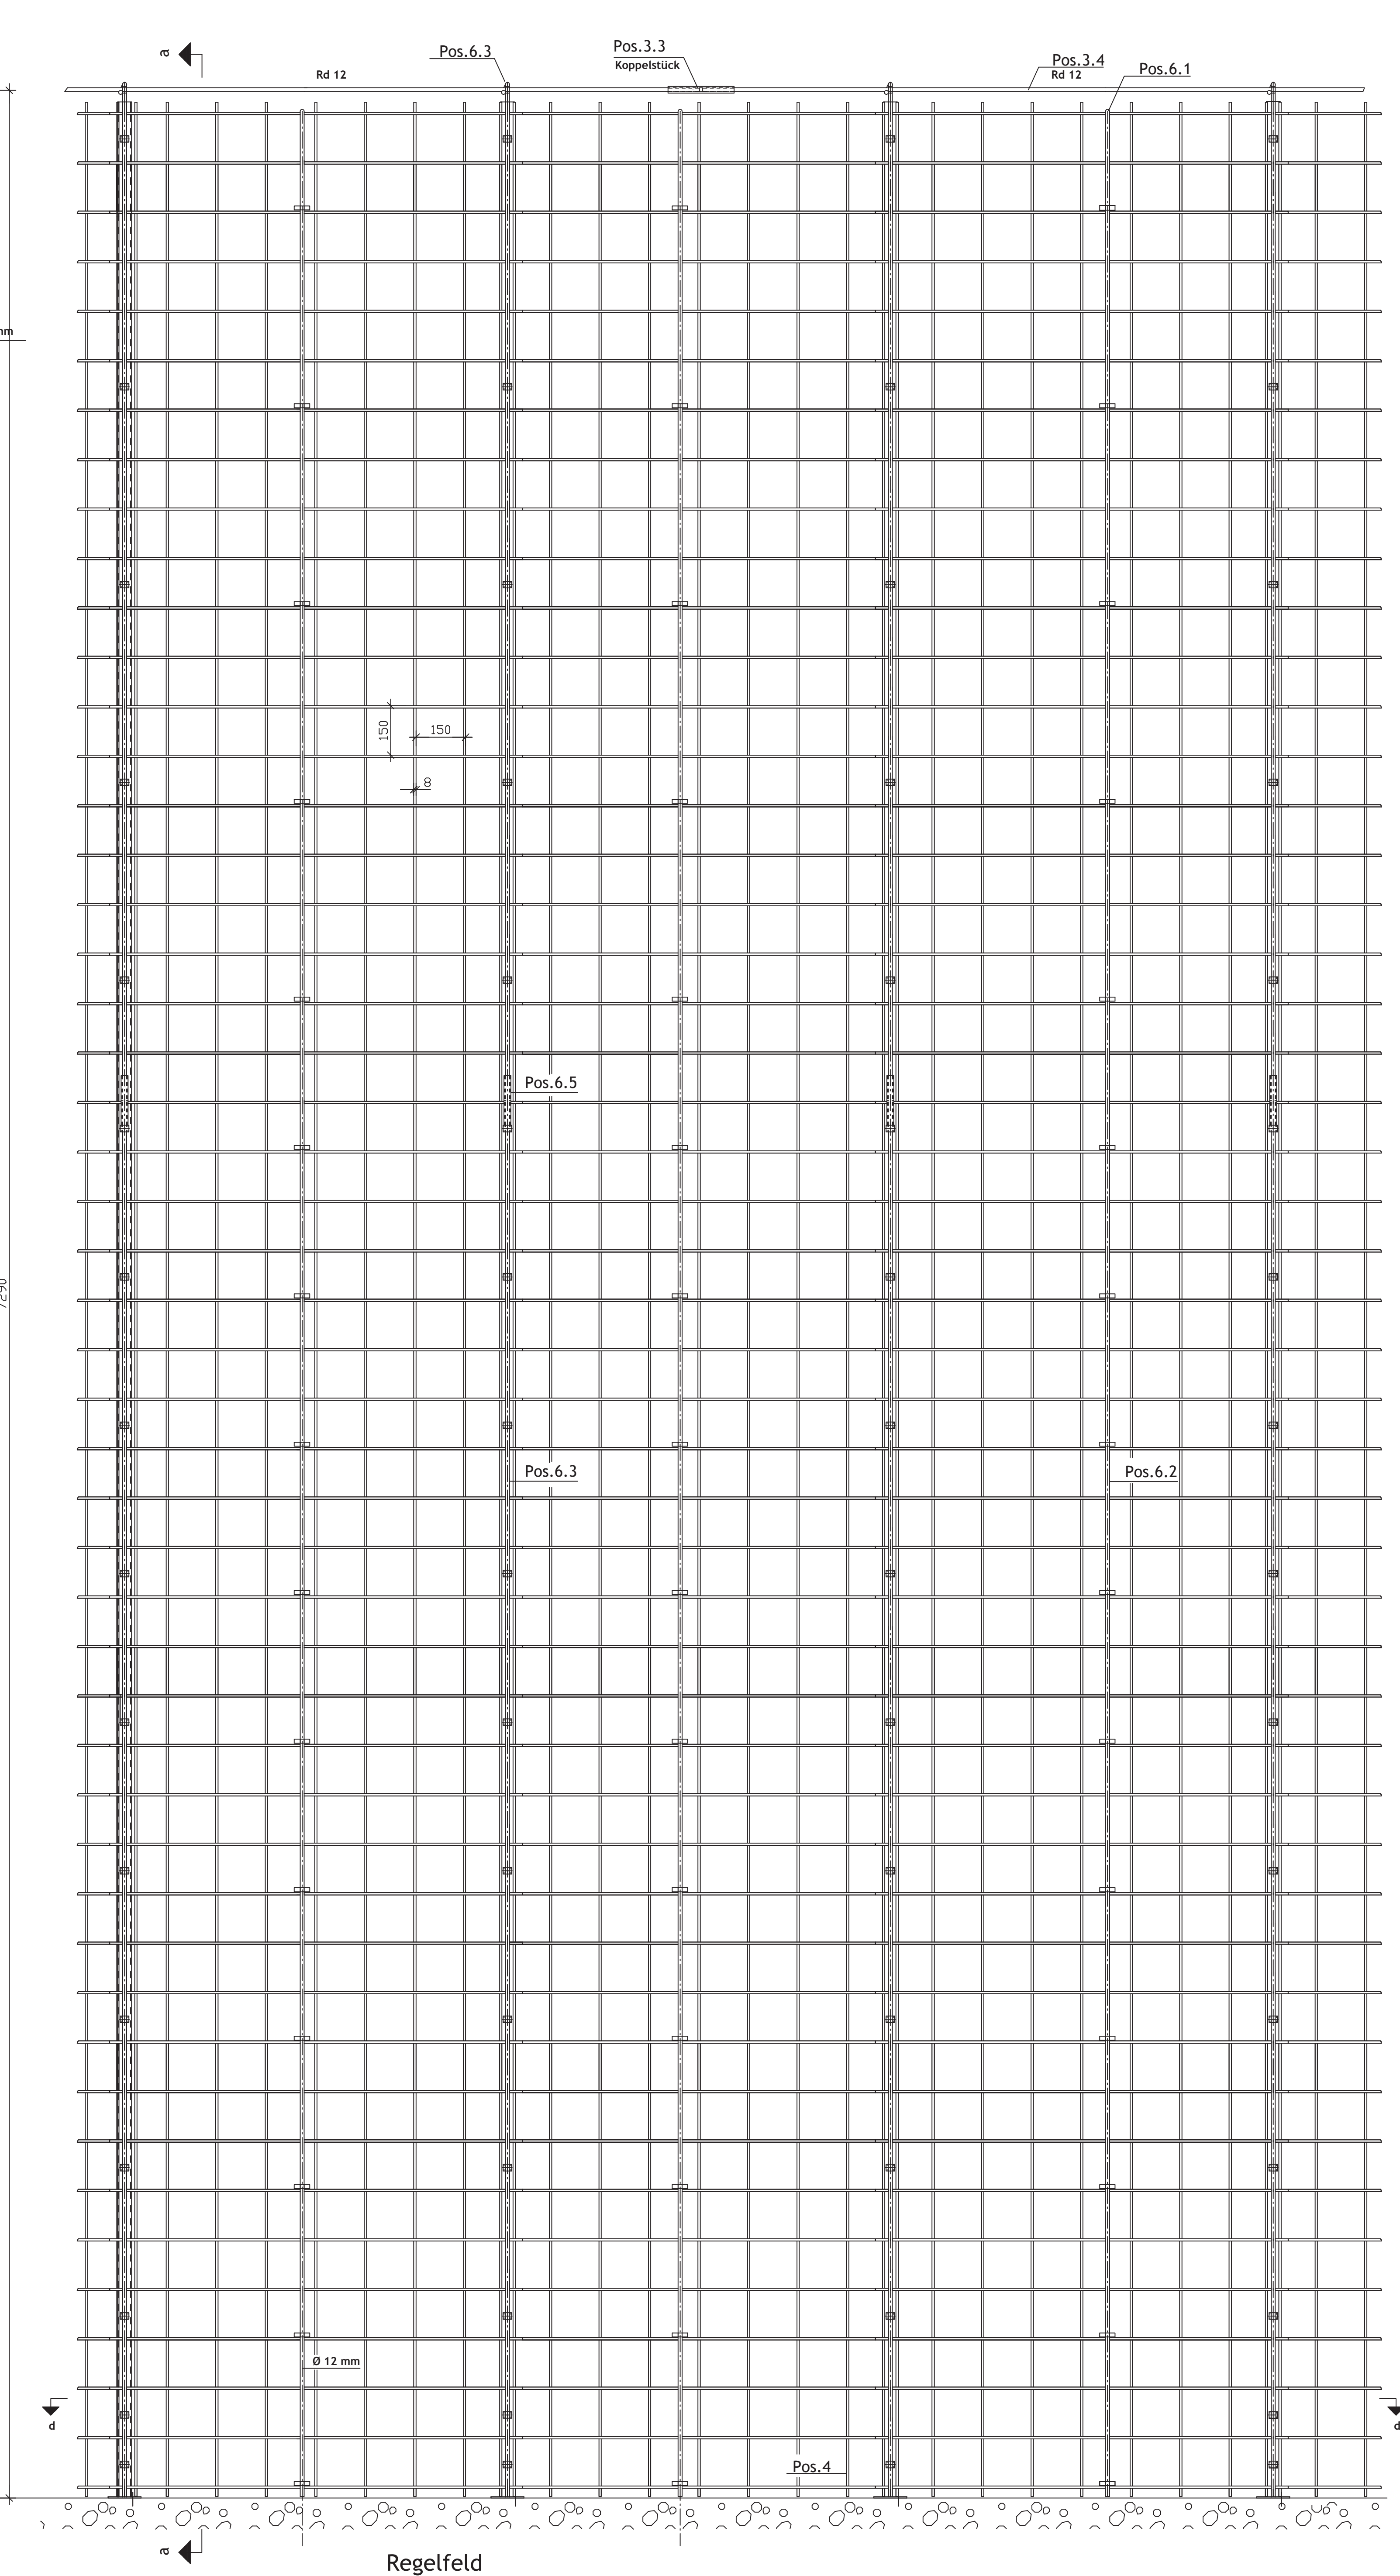 a
Pos.6.3
Pos.3.3
Koppelstück
Rd 12
Pos.3.4
Rd 12
Pos.6.1
150
150
8
Pos.6.5
7290
Pos.6.3
Pos.6.2
Ø 12 mm
d
d
Pos.4
a
Regelfeld